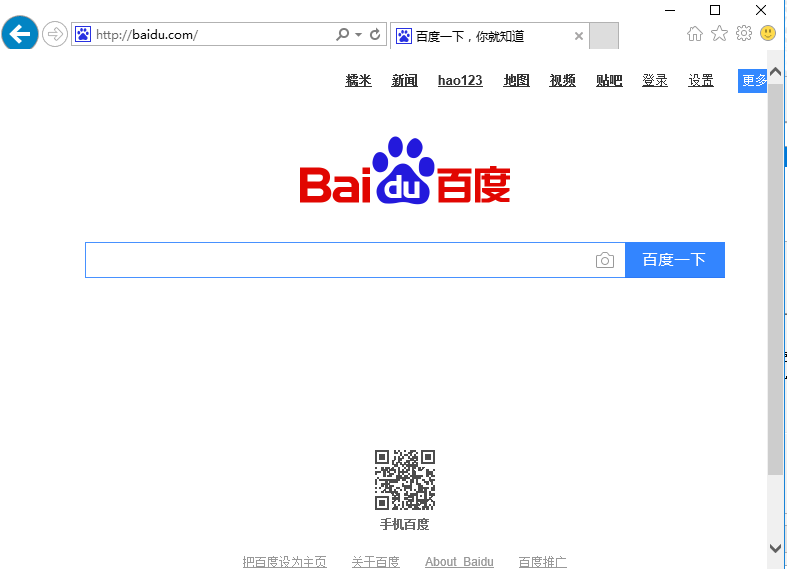 http://baidu.com/
百度一下，你就知道
糯米 新闻 hao123 地图 视频 贴吧 登录 设置 更多
Bai du 百度
百度一下
手机百度
把百度设为主页 关于百度 About Baidu 百度推广